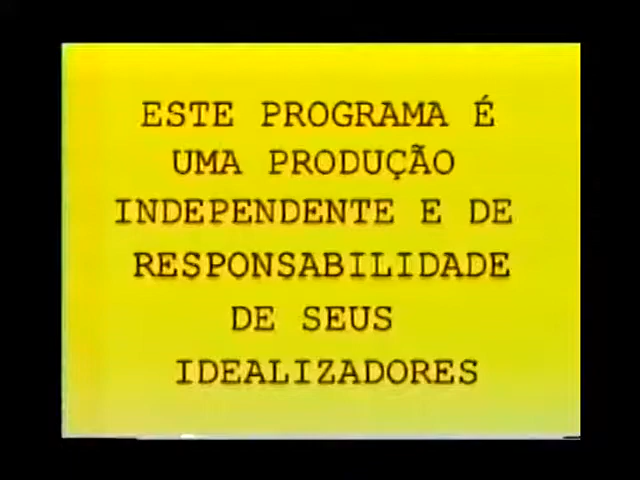 ESTE PROGRAMA É
UMA PRODUÇÃO
INDEPENDENTE E DE
RESPONSABILIDADE
DE SEUS
IDEALIZADORES